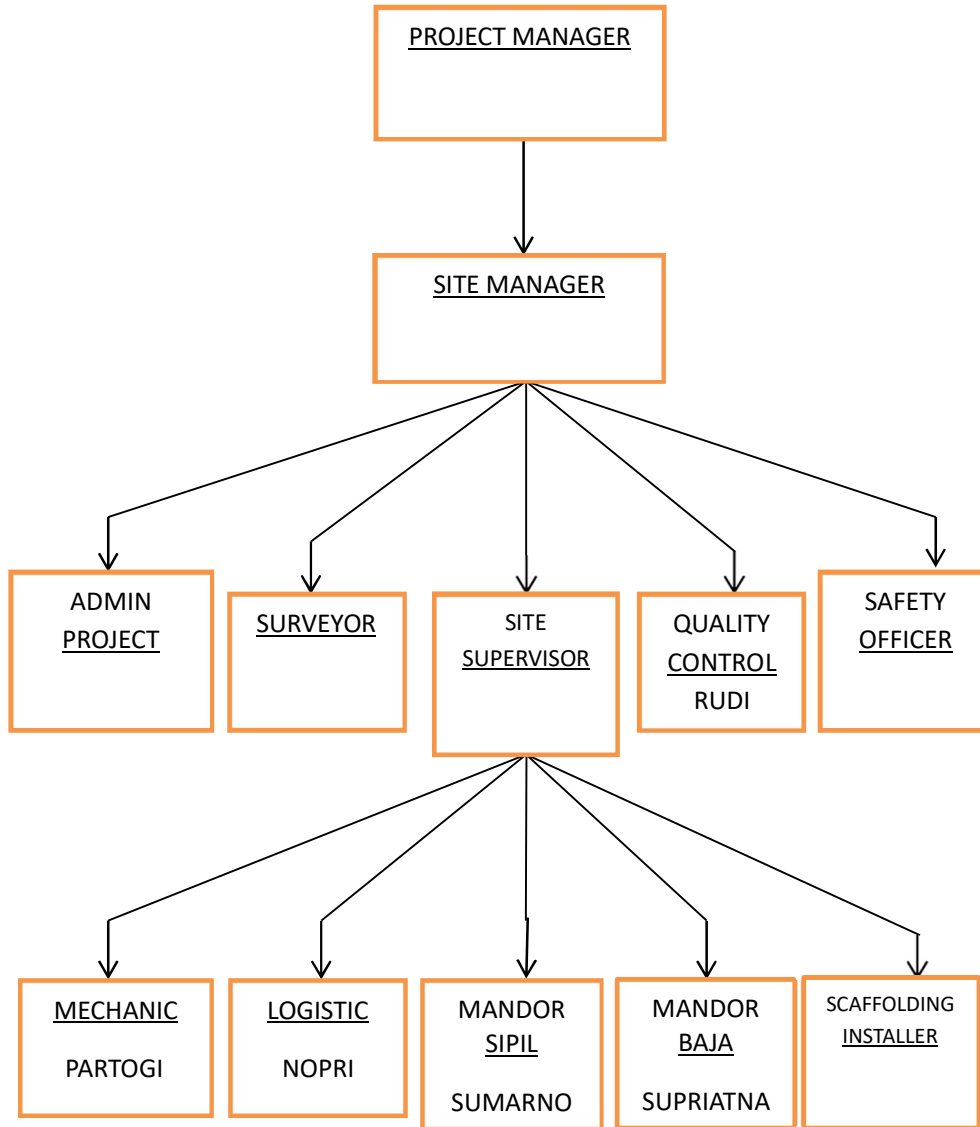 PROJECT MANAGER
SITE MANAGER
ADMIN
PROJECT
SURVEYOR
SITE
SUPERVISOR
QUALITY
CONTROL
RUDI
SAFETY
OFFICER
MECHANIC
PARTOGI
LOGISTIC
NOPRI
MANDOR
SIPIL
SUMARNO
MANDOR
BAJA
SUPRIATNA
SCAFFOLDING
INSTALLER